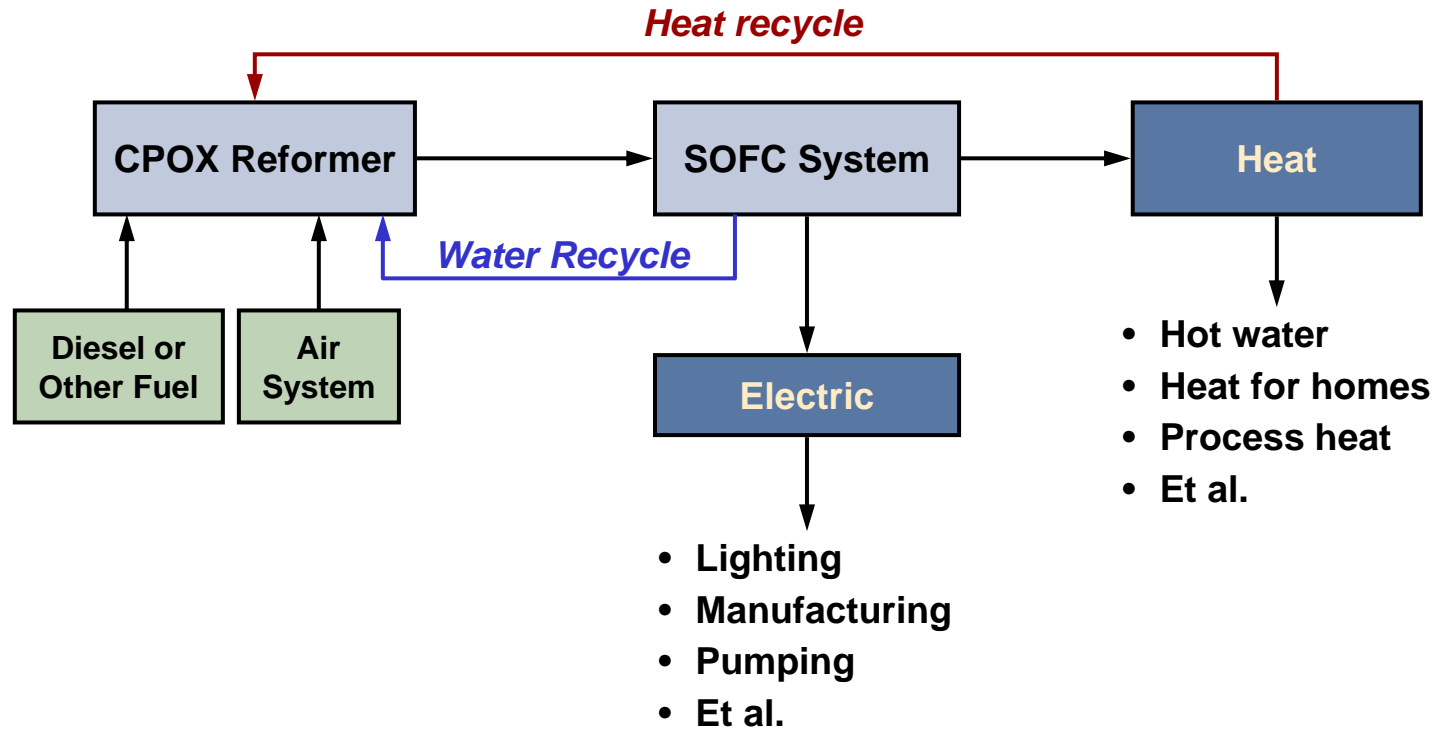 Heat recycle
CPOX Reformer
SOFC System
Heat
Water Recycle
Diesel or
Other Fuel
Air
System
Electric
• Hot water
• Heat for homes
• Process heat
• Et al.
• Lighting
• Manufacturing
• Pumping
• Et al.